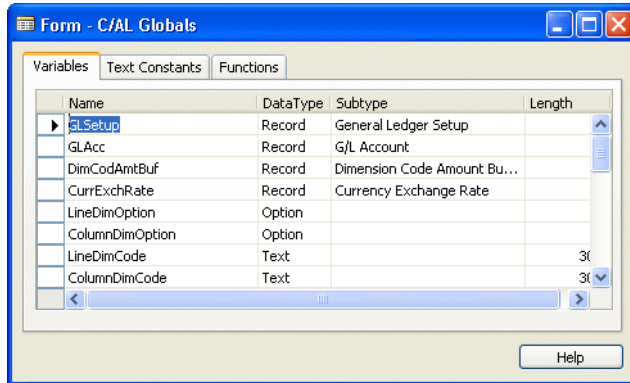 Form - C/AL Globals
Variables Text Constants Functions
Name DataType Subtype Length
GLSetup Record General Ledger Setup
GLAcc Record G/L Account
DimCodAmtBuf Record Dimension Code Amount Bu...
CurrExchRate Record Currency Exchange Rate
LineDimOption Option
ColumnDimOption Option
LineDimCode Text
ColumnDimCode Text
Help